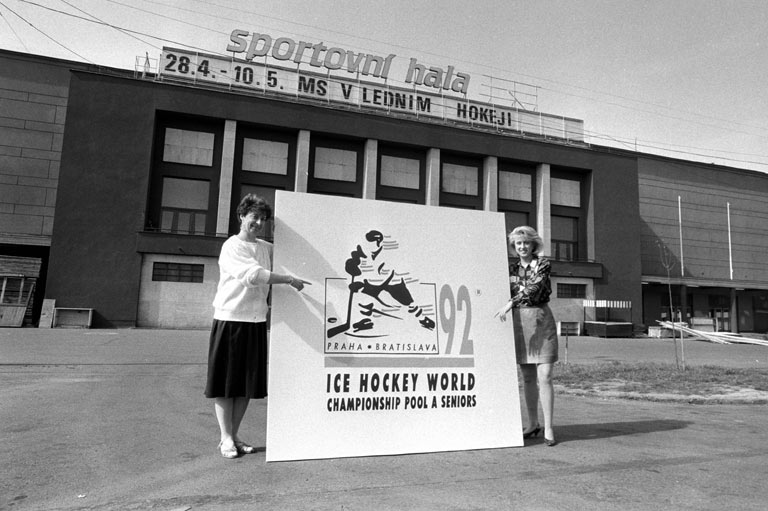 sportovní hala
28.4. - 10.5. MS V LEDNÍM HOKEJI
92
PRAHA • BRATISLAVA
ICE HOCKEY WORLD
CHAMPIONSHIP POOL A SENIORS